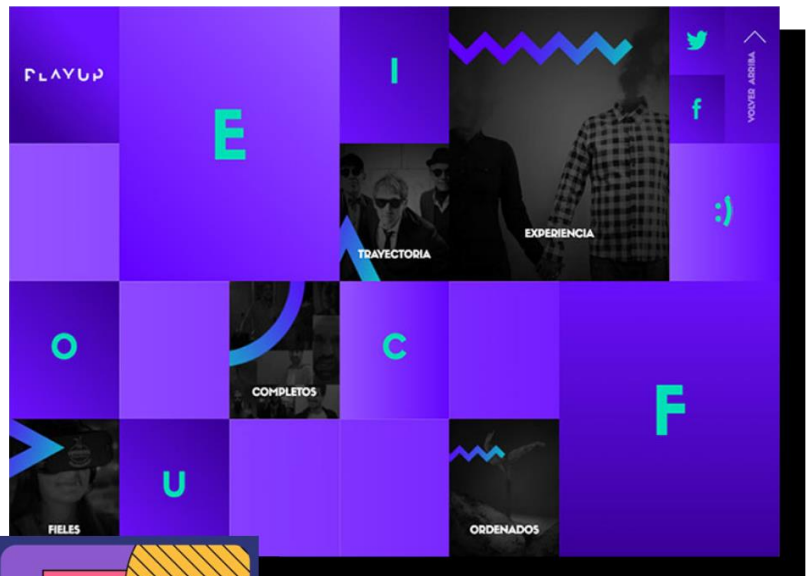 PLAYUP
E
I
VOLVER ARRIBA
TRAYECTORIA
EXPERIENCIA
:)
O
COMPLETOS
C
F
FIELES
U
ORDENADOS